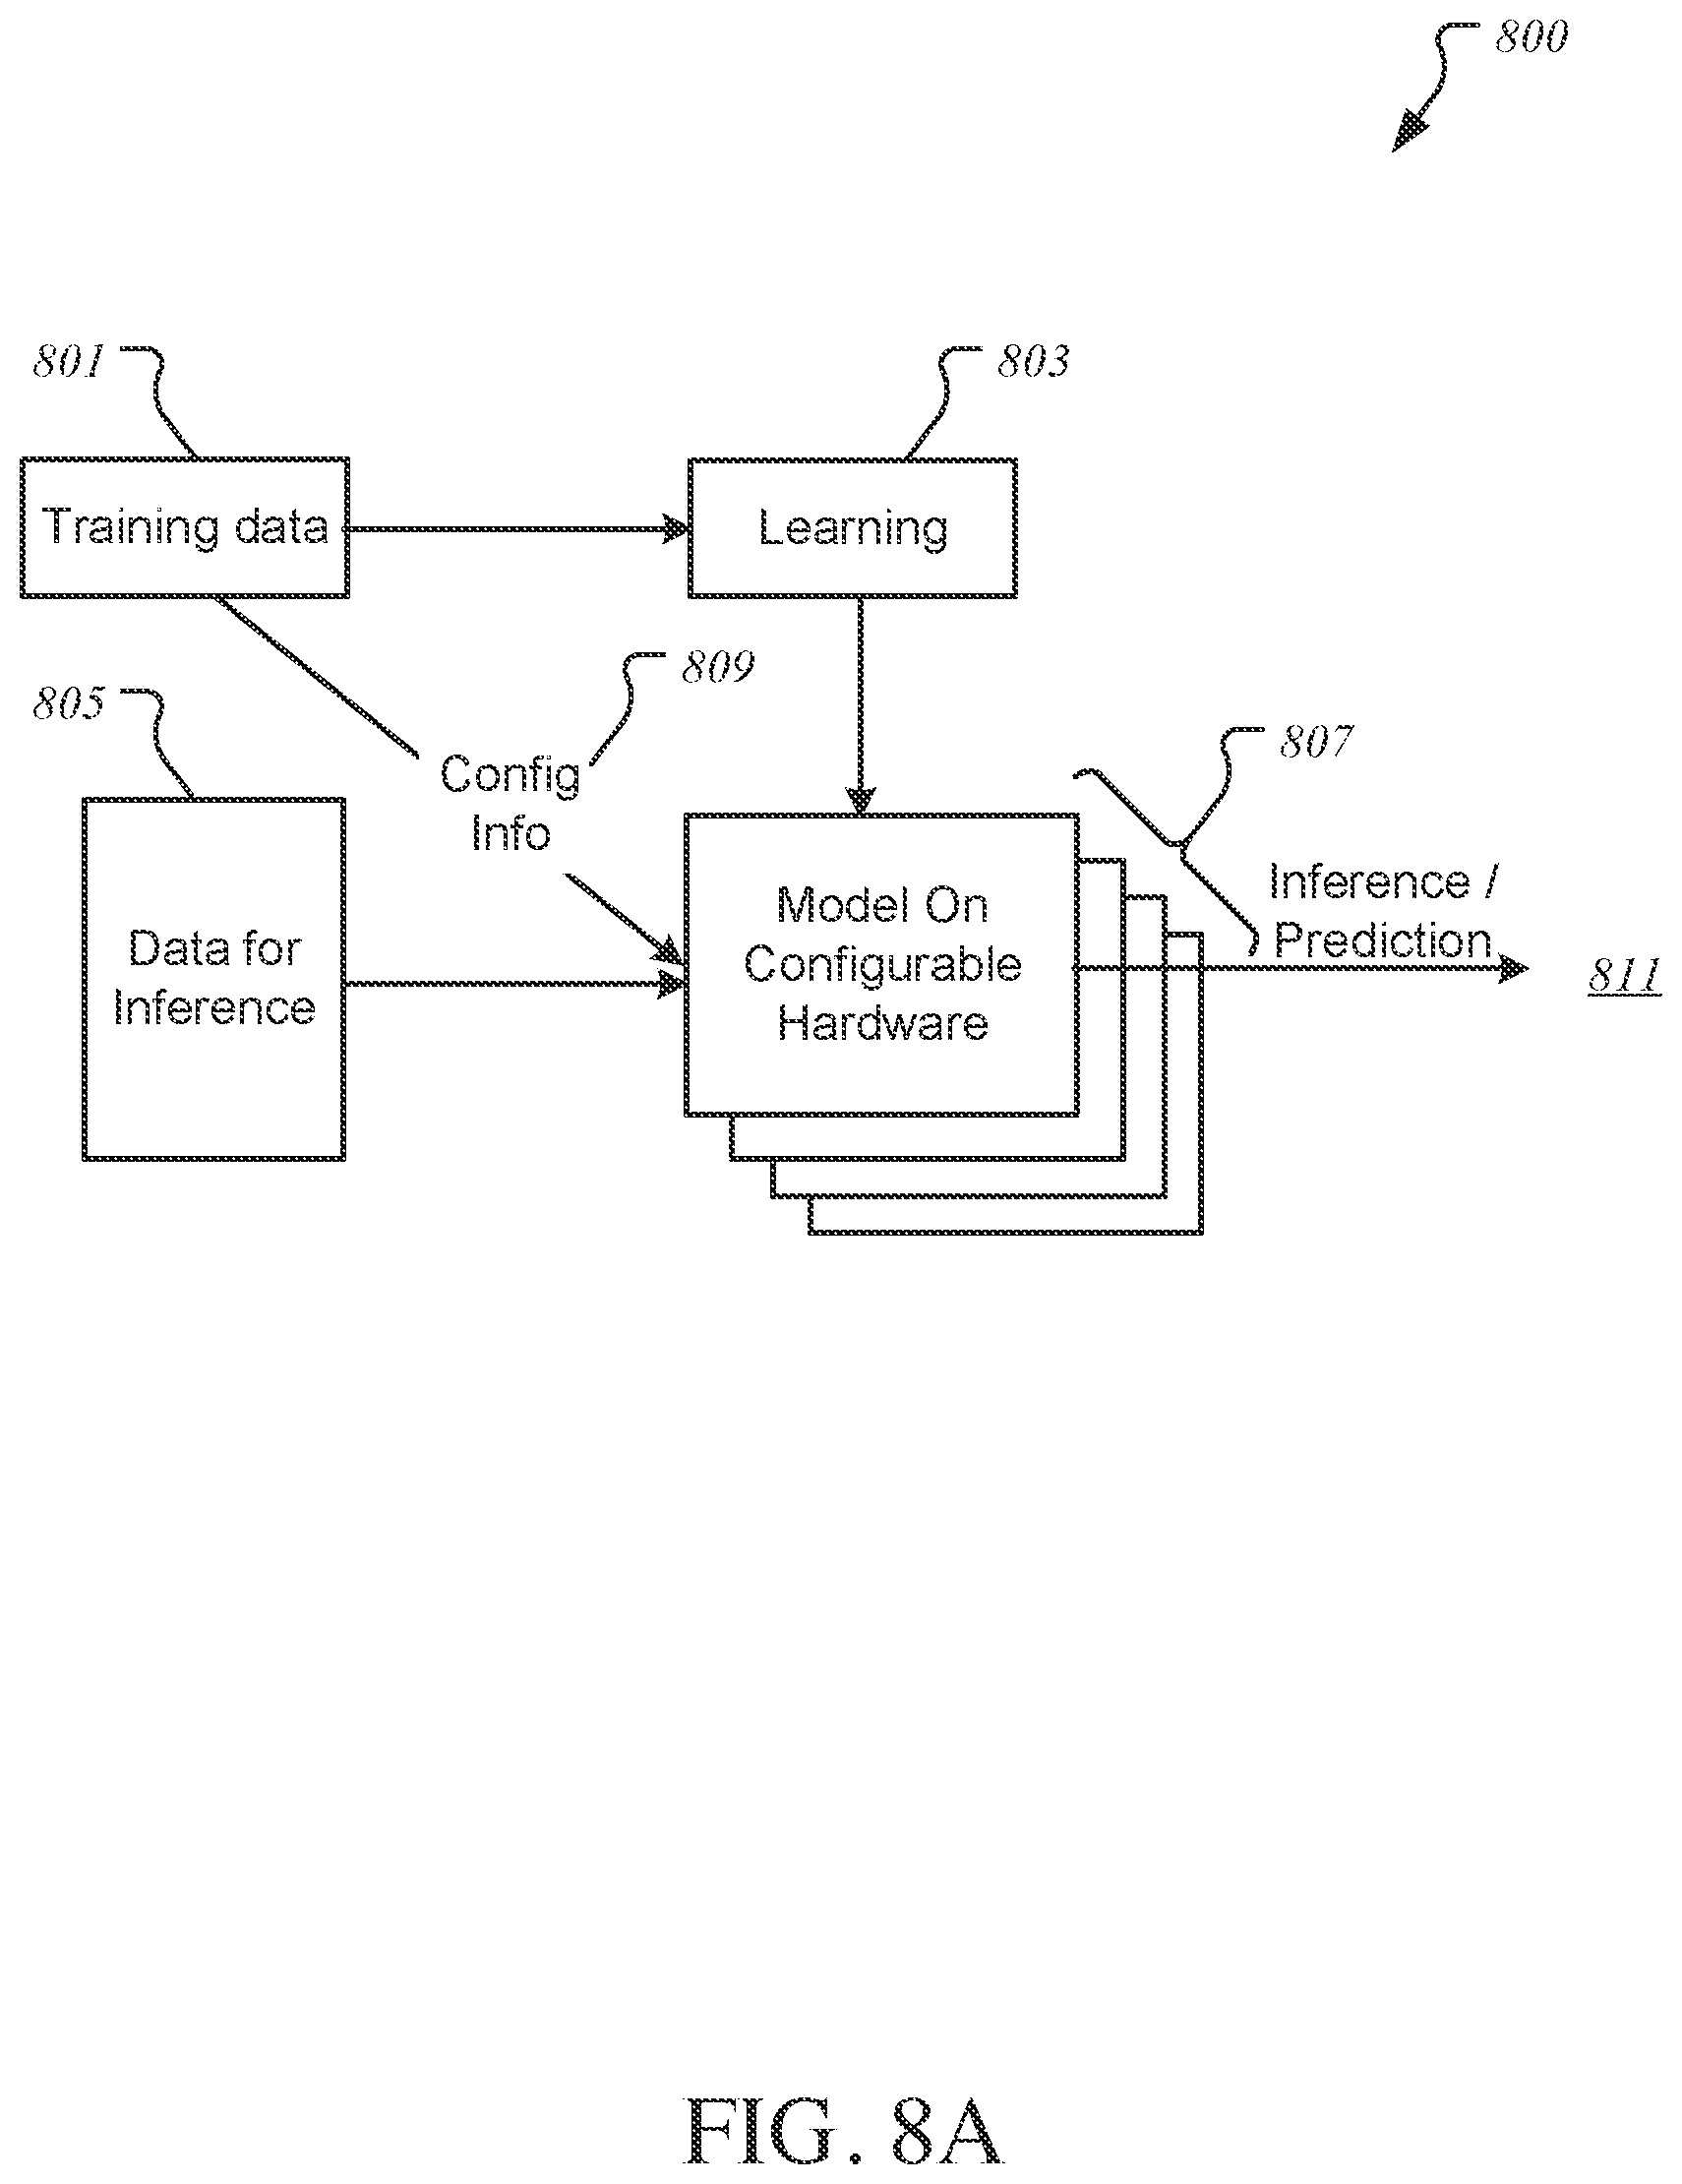 800
801
803
Training data
Learning
809
805
807
Config
Info
Inference /
Prediction
Model On
Configurable
Hardware
Data for
Inference
811
FIG. 8A